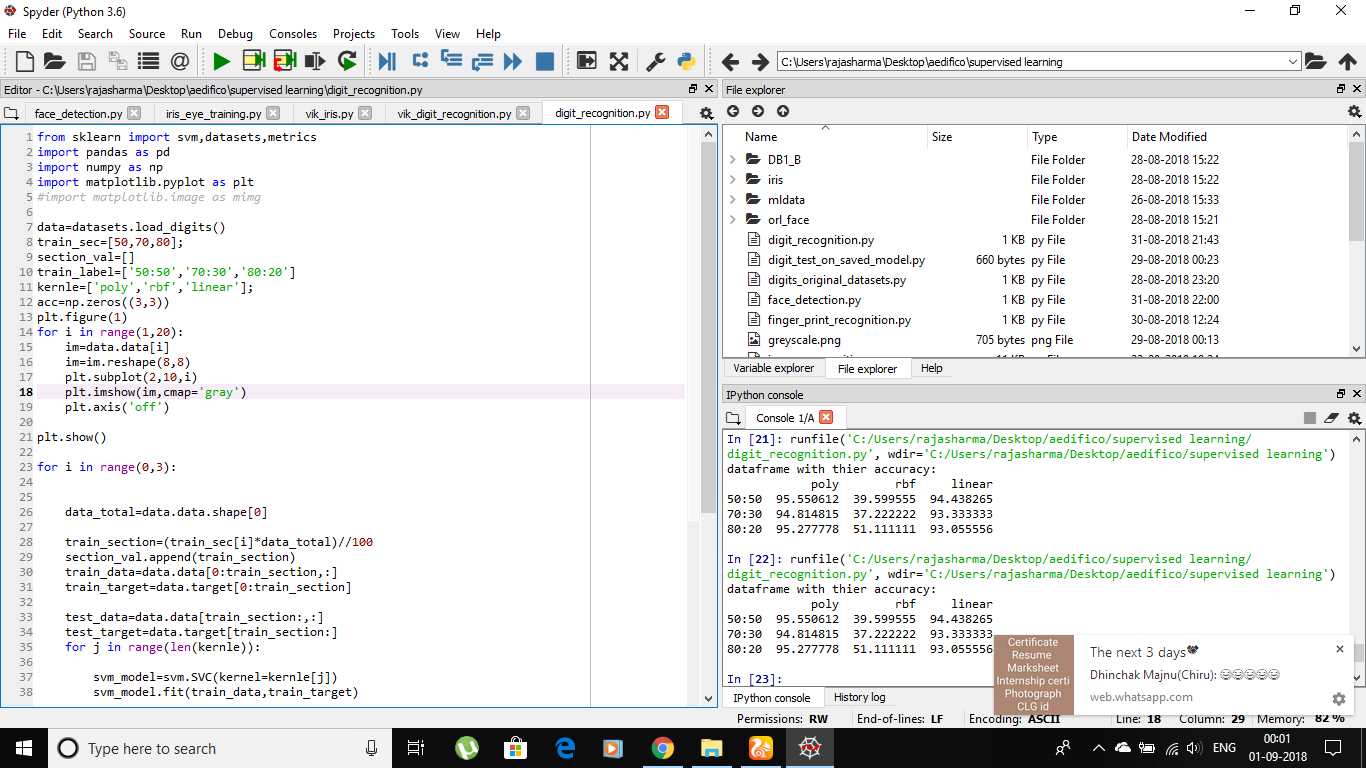 Spyder (Python 3.6)
File Edit Search Source Run Debug Consoles Projects Tools View Help
C:\Users\rajasharma\Desktop\aedifico\supervised learning
Editor - C:\Users\rajasharma\Desktop\aedifico\supervised learning\digit_recognition.py
face_detection.py iris_eye_training.py vik_iris.py vik_digit_recognition.py digit_recognition.py
1 from sklearn import svm,datasets,metrics
2 import pandas as pd
3 import numpy as np
4 import matplotlib.pyplot as plt
5 #import matplotlib.image as mimg
6
7 data=datasets.load_digits()
8 train_sec=[50,70,80];
9 section_val=[]
10 train_label=['50:50','70:30','80:20']
11 kernle=['poly','rbf','linear'];
12 acc=np.zeros((3,3))
13 plt.figure(1)
14 for i in range(1,20):
15     im=data.data[i]
16     im=im.reshape(8,8)
17     plt.subplot(2,10,i)
18     plt.imshow(im,cmap='gray')
19     plt.axis('off')
20
21 plt.show()
22
23 for i in range(0,3):
24
25
26     data_total=data.data.shape[0]
27
28     train_section=(train_sec[i]*data_total)//100
29     section_val.append(train_section)
30     train_data=data.data[0:train_section,:]
31     train_target=data.target[0:train_section]
32
33     test_data=data.data[train_section:,:]
34     test_target=data.target[train_section:]
35     for j in range(len(kernle)):
36
37         svm_model=svm.SVC(kernel=kernle[j])
38         svm_model.fit(train_data,train_target)
File explorer
Name Size Type Date Modified
DB1_B File Folder 28-08-2018 15:22
iris File Folder 28-08-2018 15:22
mldata File Folder 26-08-2018 15:33
orl_face File Folder 28-08-2018 15:21
digit_recognition.py 1 KB py File 31-08-2018 21:43
digit_test_on_saved_model.py 660 bytes py File 29-08-2018 00:23
digits_original_datasets.py 1 KB py File 28-08-2018 23:20
face_detection.py 1 KB py File 31-08-2018 22:00
finger_print_recognition.py 1 KB py File 30-08-2018 12:24
greyscale.png 705 bytes png File 29-08-2018 00:13
Variable explorer File explorer Help
IPython console
Console 1/A
In [21]: runfile('C:/Users/rajasharma/Desktop/aedifico/supervised learning/
digit_recognition.py', wdir='C:/Users/rajasharma/Desktop/aedifico/supervised learning')
dataframe with thier accuracy:
poly rbf linear
50:50 95.550612 39.599555 94.438265
70:30 94.814815 37.222222 93.333333
80:20 95.277778 51.111111 93.055556
In [22]: runfile('C:/Users/rajasharma/Desktop/aedifico/supervised learning/
digit_recognition.py', wdir='C:/Users/rajasharma/Desktop/aedifico/supervised learning')
dataframe with thier accuracy:
poly rbf linear
50:50 95.550612 39.599555 94.438265
70:30 94.814815 37.222222 93.333333
80:20 95.277778 51.111111 93.055556
In [23]:
IPython console History log
Certificate
Resume
Marksheet
Internship certi
Photograph
CLG id
The next 3 days
Dhinchak Majnu(Chiru): 😂😂😂😂😂
web.whatsapp.com
Permissions: RW End-of-lines: LF Encoding: ASCII Line: 18 Column: 29 Memory: 82 %
Type here to search
ENG
00:01
01-09-2018